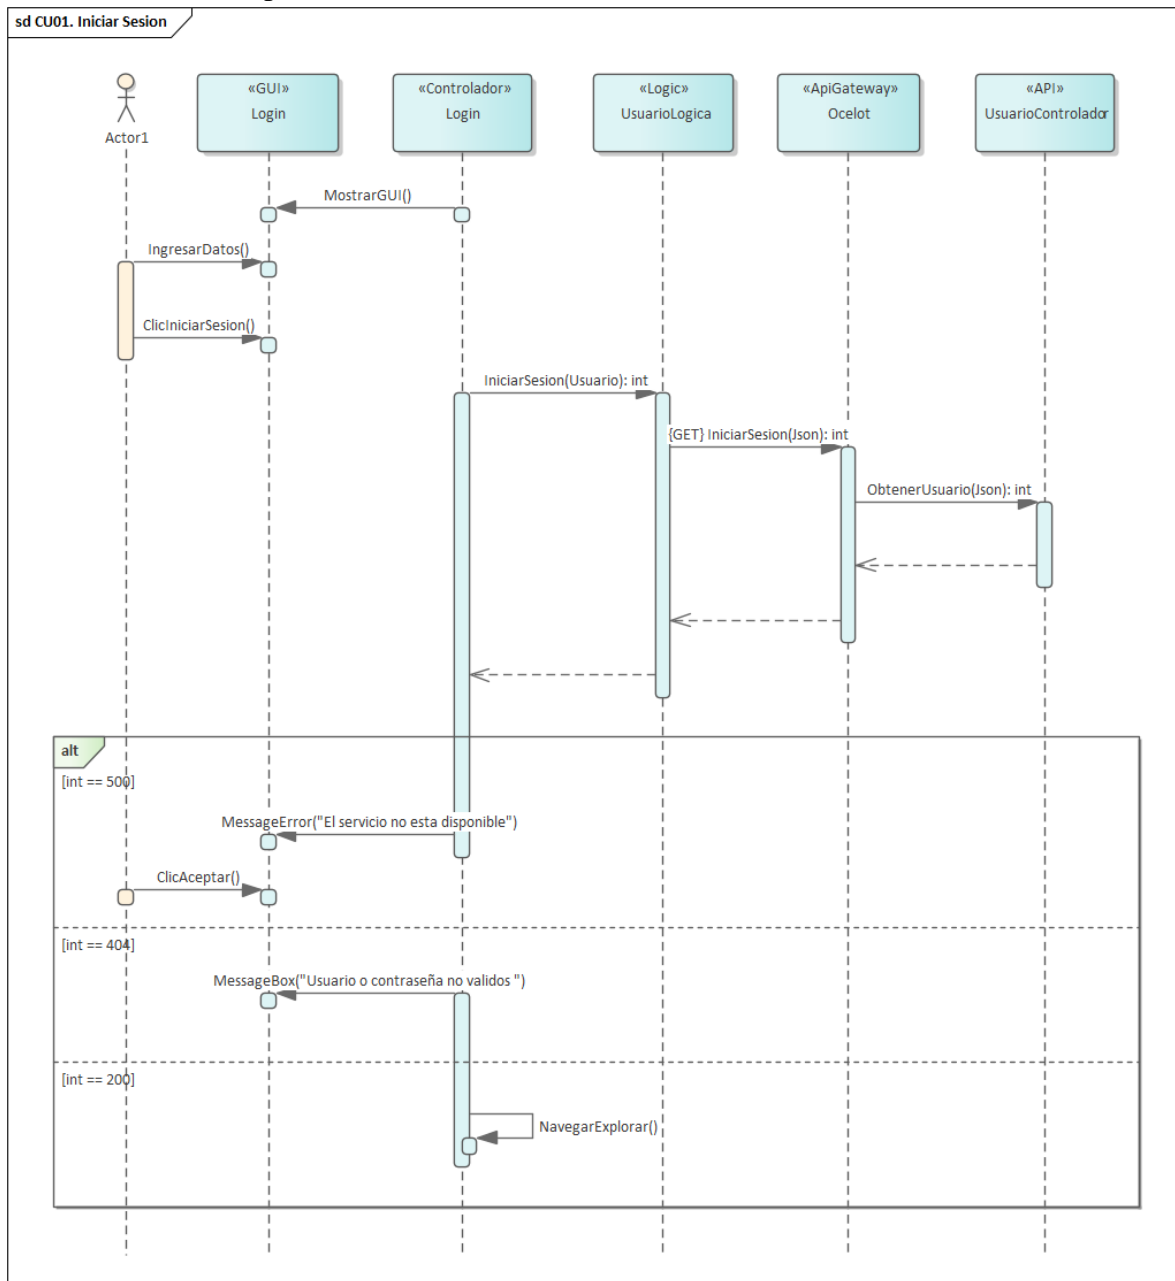 sd CU01. Iniciar Sesion
Actor1
«GUI»
Login
«Controlador»
Login
«Logic»
UsuarioLogica
«ApiGateway»
Ocelot
«API»
UsuarioControlador
MostrarGUI()
IngresarDatos()
ClicIniciarSesion()
IniciarSesion(Usuario): int
{GET} IniciarSesion(Json): int
ObtenerUsuario(Json): int
alt
[int == 500]
MessageError("El servicio no esta disponible")
ClicAceptar()
[int == 404]
MessageBox("Usuario o contraseña no validos ")
[int == 200]
NavegarExplorar()